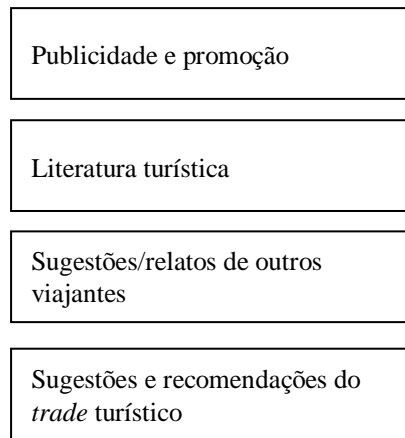 Publicidade e promoção
Literatura turística
Sugestões/relatos de outros
viajantes
Sugestões e recomendações do
trade turístico